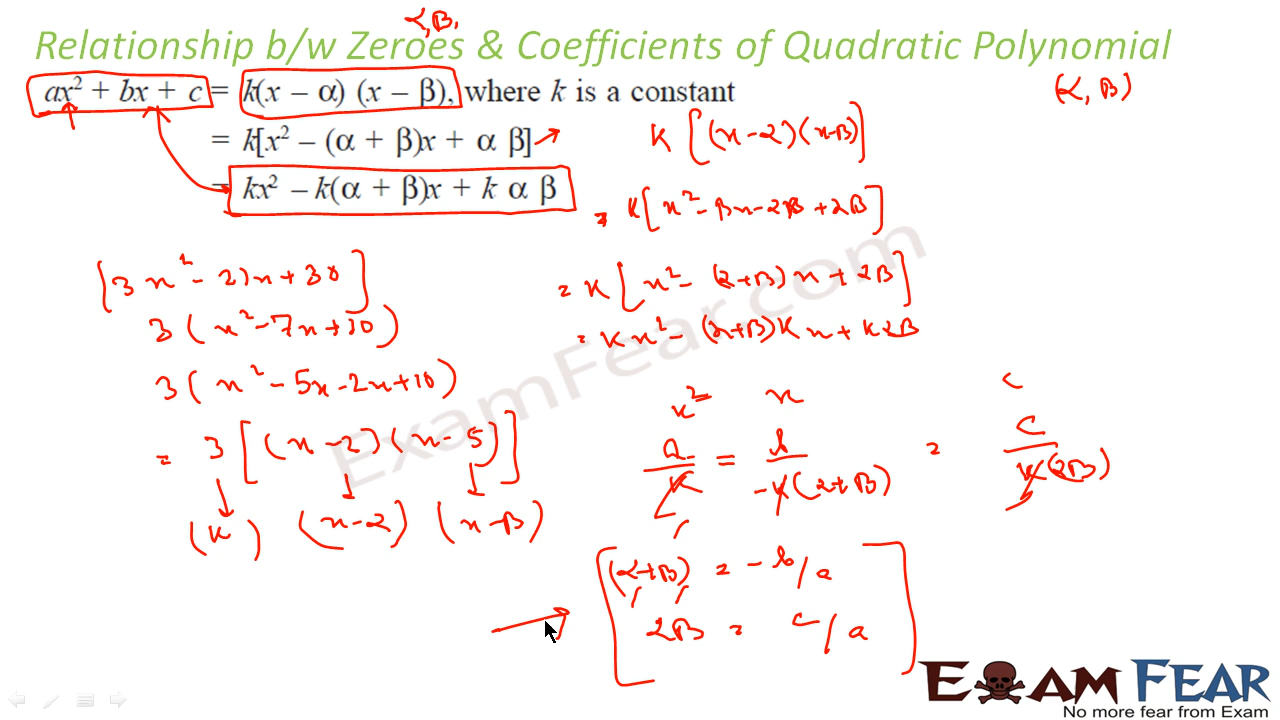 α, β,
Relationship b/w Zeroes & Coefficients of Quadratic Polynomial
ax² + bx + c = k(x – α) (x – β), where k is a constant
(α, β)
= k[x² – (α + β)x + α β]
= kx² – k(α + β)x + k α β
K [(x-α)(x-β)]
= K[x² - βx - αx + αβ]
= K[x² - (α+β)x + αβ]
= Kx² - (α+β)Kx + Kαβ
[3x² - 21x + 30]
3(x² - 7x + 10)
3(x² - 5x - 2x + 10)
= 3[(x-2)(x-5)]
(K) (x-α) (x-β)
x² x c
a/K = b/-K(α+β) = c/K(αβ)
(α+β) = -b/a
αβ = c/a
ExamFear.com
EXAM FEAR
No more fear from Exam